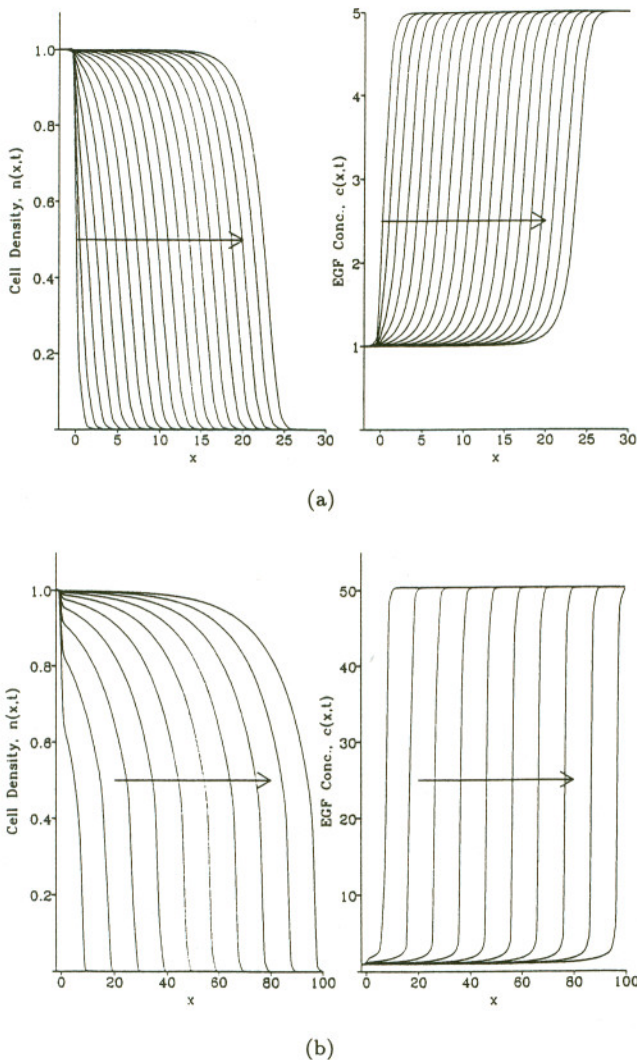 Cell Density, n(x,t)
1.0
0.8
0.6
0.4
0.2
0 5 10 15 20 25 30
x
EGF Conc., c(x,t)
5
4
3
2
1
0 5 10 15 20 25 30
x
(a)
Cell Density, n(x,t)
1.0
0.8
0.6
0.4
0.2
0 20 40 60 80 100
x
EGF Conc., c(x,t)
50
40
30
20
10
0 20 40 60 80 100
x
(b)